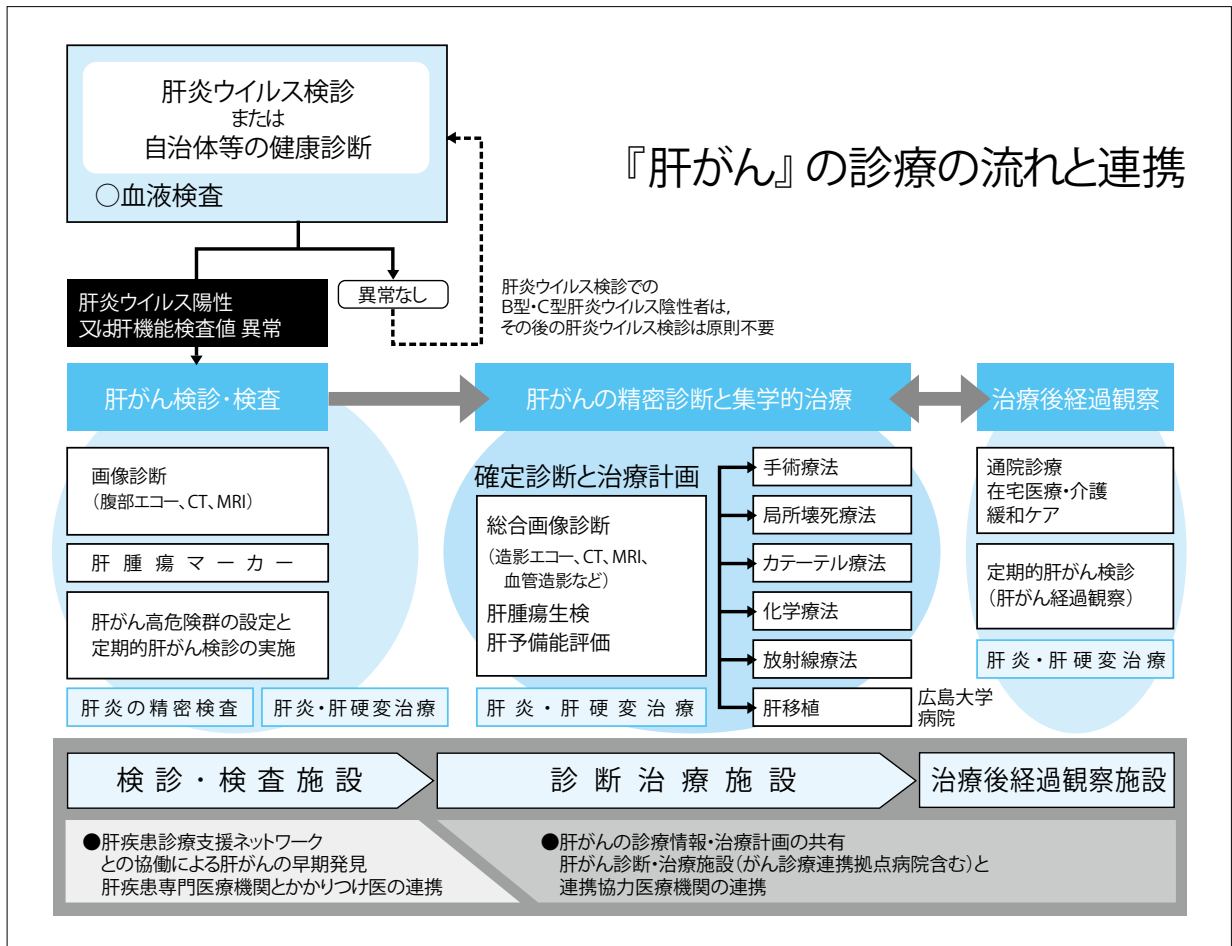 肝炎ウイルス検診
または
自治体等の健康診断
○血液検査
『肝がん』の診療の流れと連携
肝炎ウイルス陽性
又は肝機能検査値 異常
異常なし
肝炎ウイルス検診での
B型・C型肝炎ウイルス陰性者は，
その後の肝炎ウイルス検診は原則不要
肝がん検診・検査
肝がんの精密診断と集学的治療
治療後経過観察
画像診断
（腹部エコー、CT、MRI）
肝腫瘍マーカー
肝がん高危険群の設定と
定期的肝がん検診の実施
肝炎の精密検査
肝炎・肝硬変治療
確定診断と治療計画
総合画像診断
（造影エコー、CT、MRI、
血管造影など）
肝腫瘍生検
肝予備能評価
肝炎・肝硬変治療
手術療法
局所壊死療法
カテーテル療法
化学療法
放射線療法
肝移植
広島大学
病院
通院診療
在宅医療・介護
緩和ケア
定期的肝がん検診
（肝がん経過観察）
肝炎・肝硬変治療
検診・検査施設
診断治療施設
治療後経過観察施設
●肝疾患診療支援ネットワーク
との協働による肝がんの早期発見
肝疾患専門医療機関とかかりつけ医の連携
●肝がんの診療情報・治療計画の共有
肝がん診断・治療施設（がん診療連携拠点病院含む）と
連携協力医療機関の連携